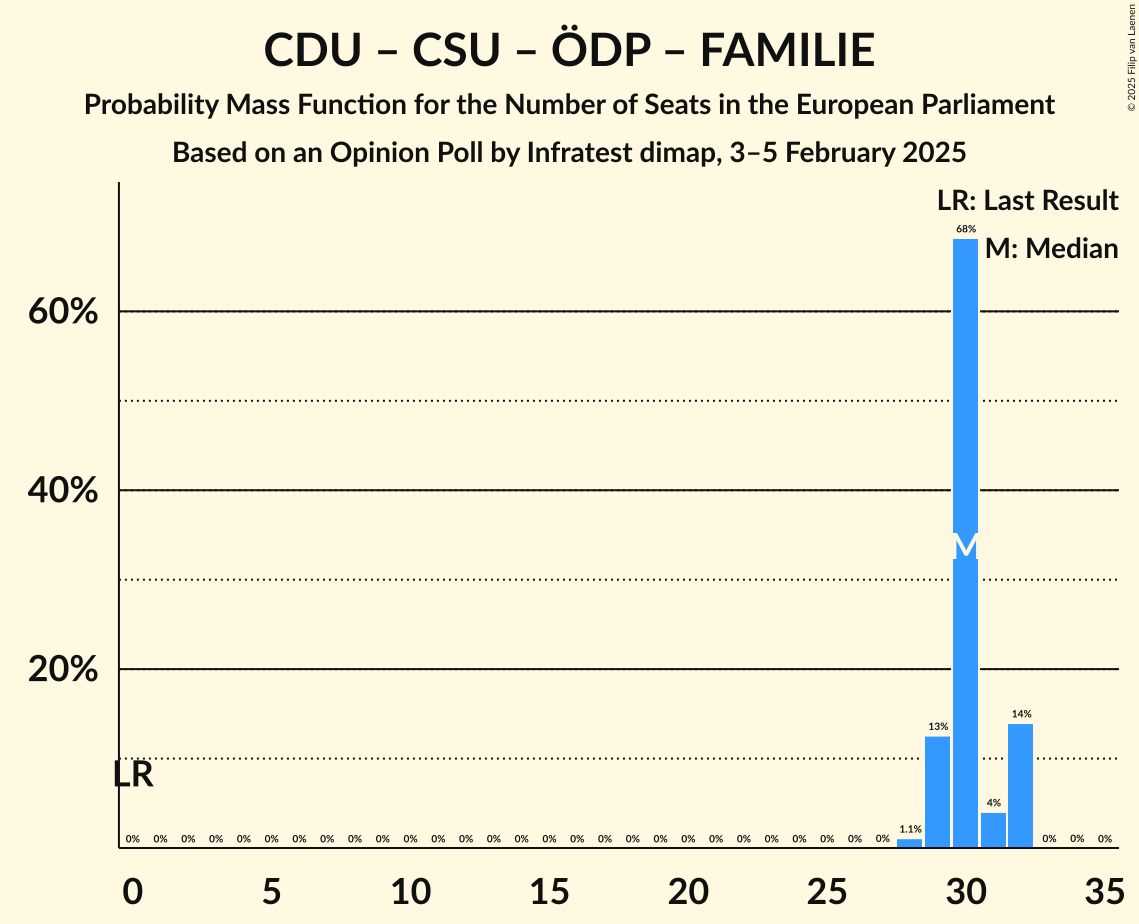 CDU – CSU – ÖDP – FAMILIE
Probability Mass Function for the Number of Seats in the European Parliament
Based on an Opinion Poll by Infratest dimap, 3–5 February 2025
© 2025 Filip van Laenen
LR: Last Result
M: Median
68%
60%
40%
M
20%
14%
13%
LR
4%
1.1%
0% 0% 0% 0% 0% 0% 0% 0% 0% 0% 0% 0% 0% 0% 0% 0% 0% 0% 0% 0% 0% 0% 0% 0% 0% 0% 0% 0% 0% 0% 0%
0 5 10 15 20 25 30 35